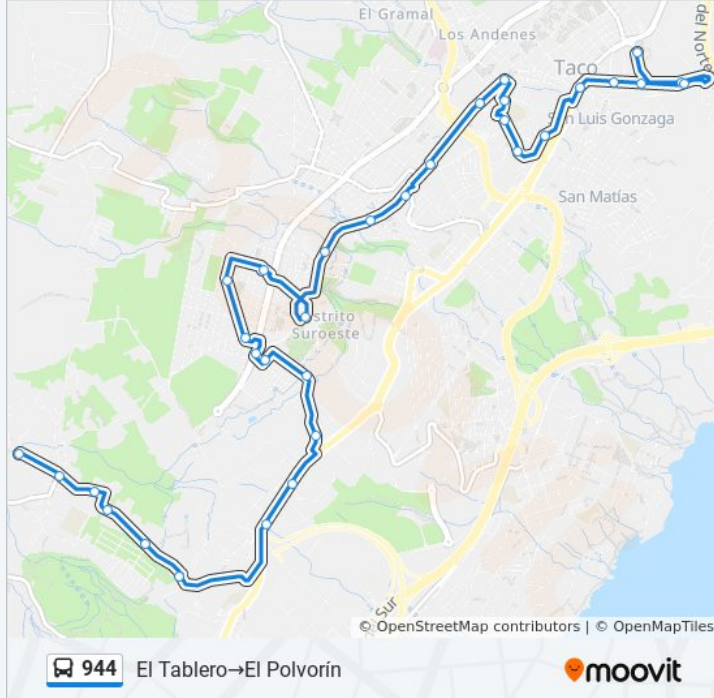 El Gramal
Los Andenes
del Norte
Taco
San Luis Gonzaga
San Matías
Distrito
Suroeste
Sur
© OpenStreetMap contributors | © OpenMapTiles
944 El Tablero→El Polvorín
moovit